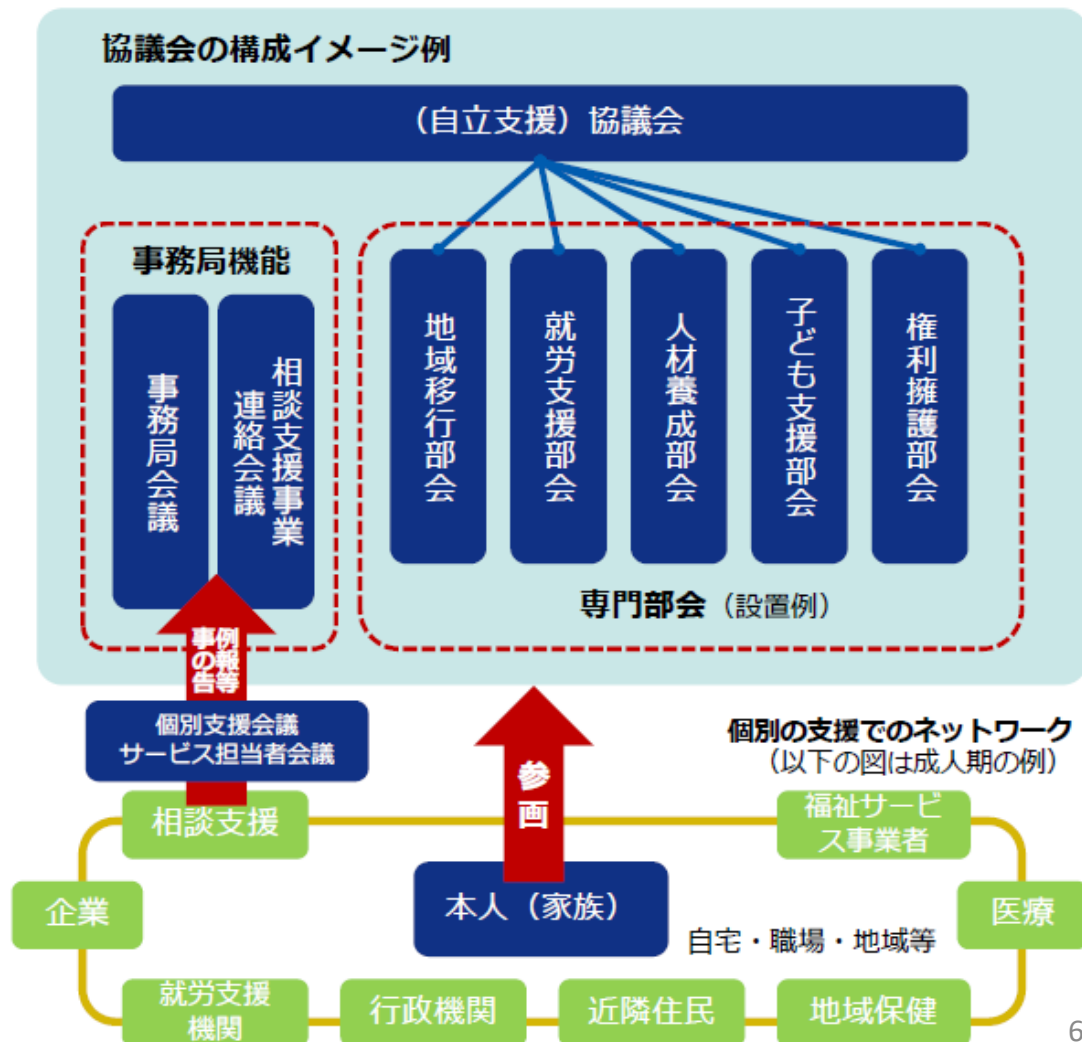 協議会の構成イメージ例
（自立支援）協議会
事務局機能
事務局会議
相談支援事業
連絡会議
地域移行部会
就労支援部会
人材養成部会
子ども支援部会
権利擁護部会
専門部会（設置例）
事例
の報
告等
個別支援会議
サービス担当者会議
参画
個別の支援でのネットワーク
（以下の図は成人期の例）
相談支援
福祉サービ
ス事業者
企業
本人（家族）
医療
自宅・職場・地域等
就労支援
機関
行政機関
近隣住民
地域保健
6